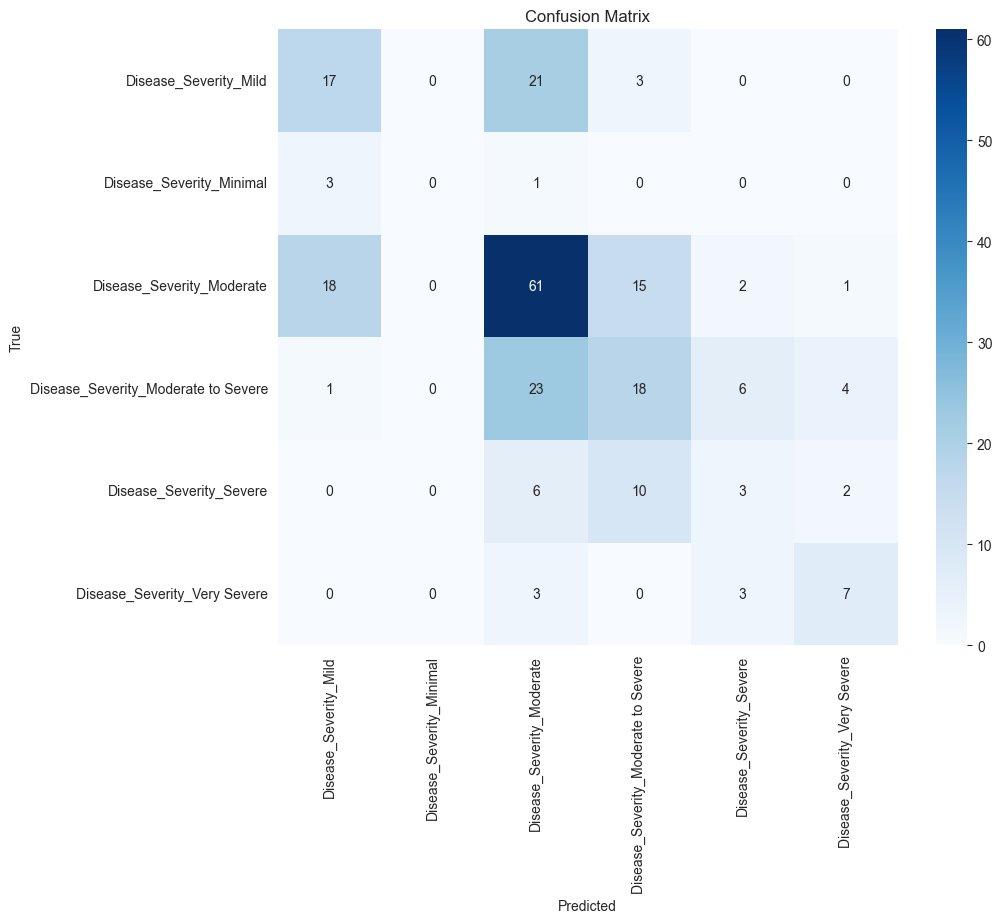 Confusion Matrix
True
Disease_Severity_Mild 17 0 21 3 0 0
Disease_Severity_Minimal 3 0 1 0 0 0
Disease_Severity_Moderate 18 0 61 15 2 1
Disease_Severity_Moderate to Severe 1 0 23 18 6 4
Disease_Severity_Severe 0 0 6 10 3 2
Disease_Severity_Very Severe 0 0 3 0 3 7
Disease_Severity_Mild
Disease_Severity_Minimal
Disease_Severity_Moderate
Disease_Severity_Moderate to Severe
Disease_Severity_Severe
Disease_Severity_Very Severe
Predicted
60
50
40
30
20
10
0